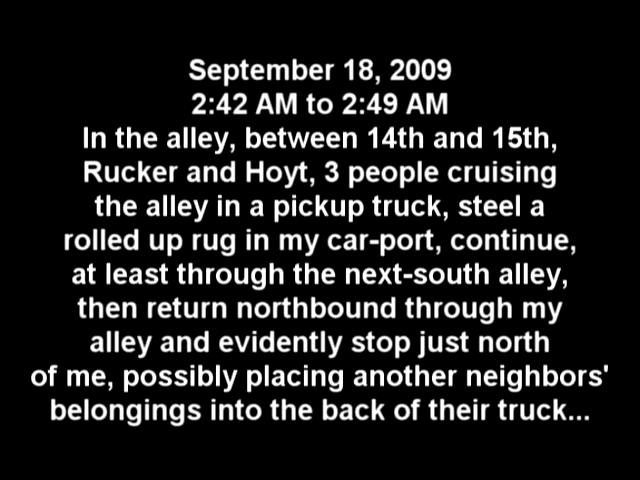 September 18, 2009
2:42 AM to 2:49 AM
In the alley, between 14th and 15th,
Rucker and Hoyt, 3 people cruising
the alley in a pickup truck, steel a
rolled up rug in my car-port, continue,
at least through the next-south alley,
then return northbound through my
alley and evidently stop just north
of me, possibly placing another neighbors'
belongings into the back of their truck...